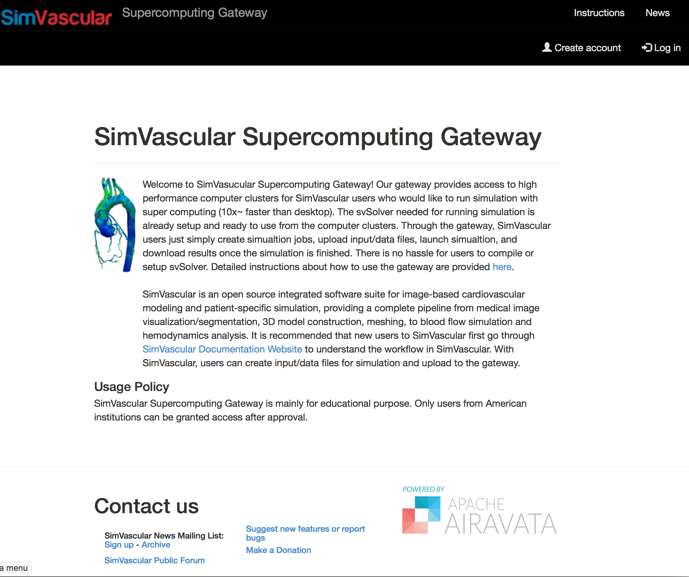 SimVascular Supercomputing Gateway Instructions News
Create account Log in
SimVascular Supercomputing Gateway
Welcome to SimVasucular Supercomputing Gateway! Our gateway provides access to high
performance computer clusters for SimVascular users who would like to run simulation with
super computing (10x~ faster than desktop). The svSolver needed for running simulation is
already setup and ready to use from the computer clusters. Through the gateway, SimVascular
users just simply create simualtion jobs, upload input/data files, launch simualtion, and
download results once the simulation is finished. There is no hassle for users to compile or
setup svSolver. Detailed instructions about how to use the gateway are provided here.
SimVascular is an open source integrated software suite for image-based cardiovascular
modeling and patient-specific simulation, providing a complete pipeline from medical image
visualization/segmentation, 3D model construction, meshing, to blood flow simulation and
hemodynamics analysis. It is recommended that new users to SimVascular first go through
SimVascular Documentation Website to understand the workflow in SimVascular. With
SimVascular, users can create input/data files for simulation and upload to the gateway.
Usage Policy
SimVascular Supercomputing Gateway is mainly for educational purpose. Only users from American
institutions can be granted access after approval.
Contact us
SimVascular News Mailing List:
Sign up - Archive
SimVascular Public Forum
Suggest new features or report
bugs
Make a Donation
POWERED BY
APACHE
AIRAVATA
a menu